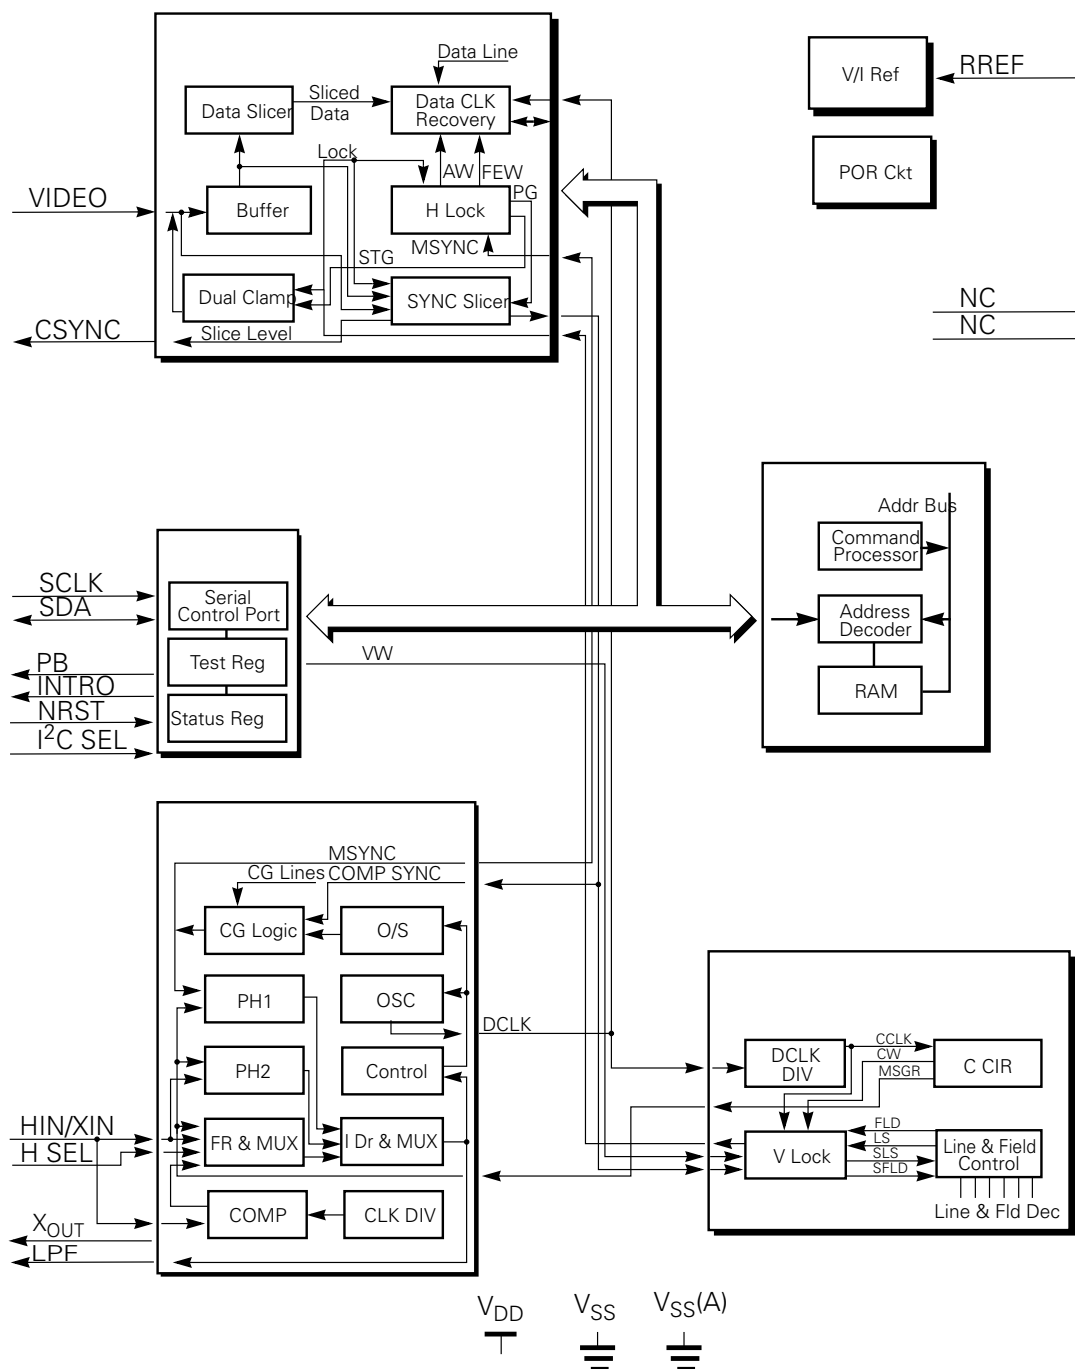 Data Line
V/I Ref
RREF
Data Slicer
Sliced
Data
Data CLK
Recovery
Lock
AW
FEW
POR Ckt
VIDEO
Buffer
H Lock
PG
MSYNC
STG
Dual Clamp
SYNC Slicer
CSYNC
Slice Level
NC
NC
Addr Bus
Command
Processor
SCLK
SDA
Serial
Control Port
Address
Decoder
PB
INTRO
NRST
I2C SEL
Test Reg
VW
RAM
Status Reg
MSYNC
CG Lines
COMP SYNC
CG Logic
O/S
PH1
OSC
DCLK
PH2
Control
DCLK
DIV
CCLK
CW
MSGR
C CIR
HIN/XIN
H SEL
FR & MUX
I Dr & MUX
V Lock
FLD
LS
SLS
SFLD
Line & Field
Control
COMP
CLK DIV
Line & Fld Dec
XOUT
LPF
VDD
VSS
VSS(A)